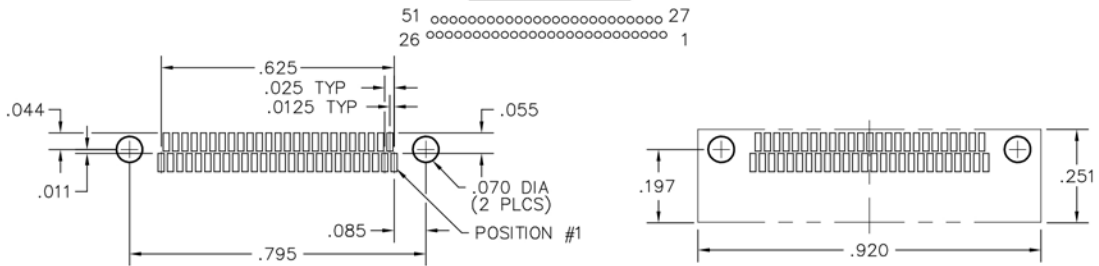 51 27
26 1
.625
.025 TYP
.0125 TYP
.044
.055
.011
.070 DIA
(2 PLCS)
.085
POSITION #1
.795
.197
.251
.920